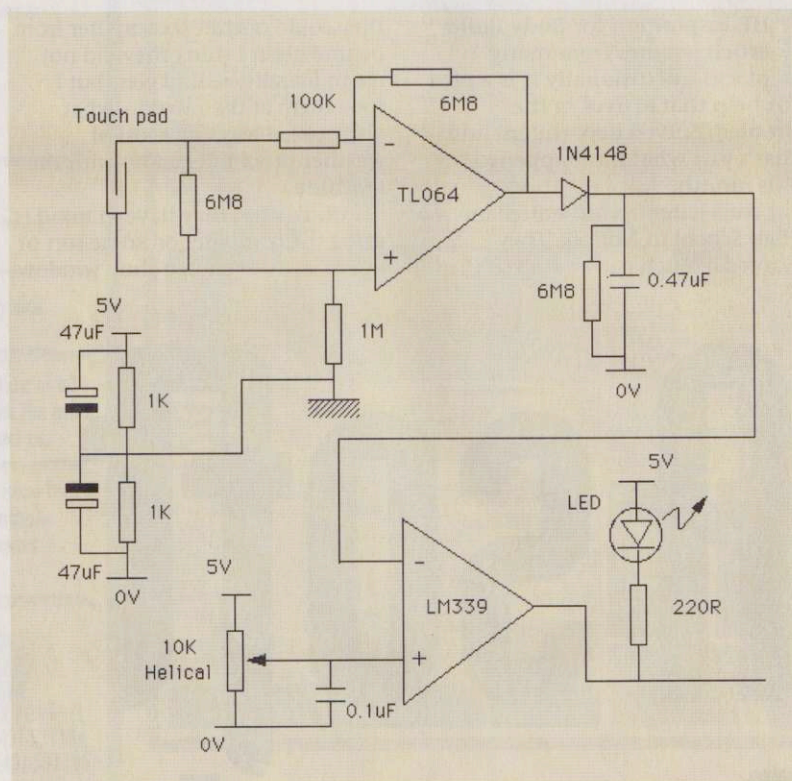 Touch pad
100K
6M8
-
TL064
+
1N4148
6M8
6M8
0.47uF
0V
1M
5V
47uF
1K
1K
47uF
0V
5V
LED
220R
-
LM339
+
5V
10K
Helical
0.1uF
0V